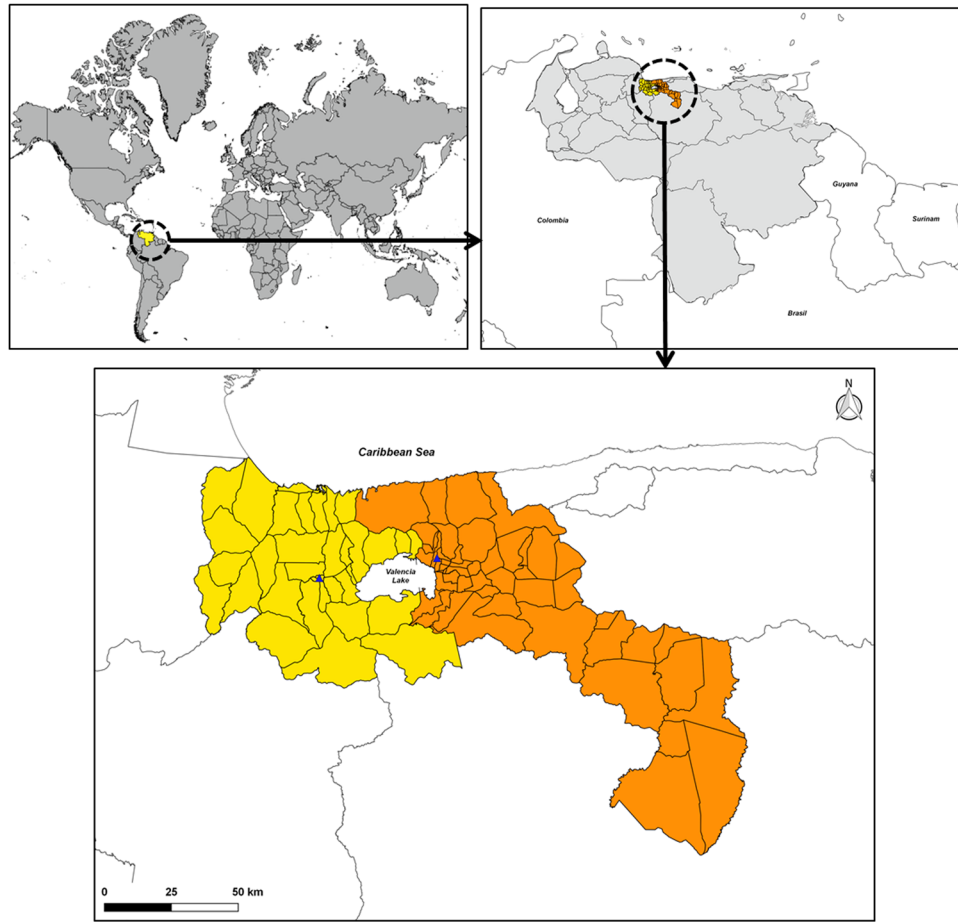 Guyana
Colombia
Surinam
Brasil
N
Caribbean Sea
Valencia
Lake
0 25 50 km